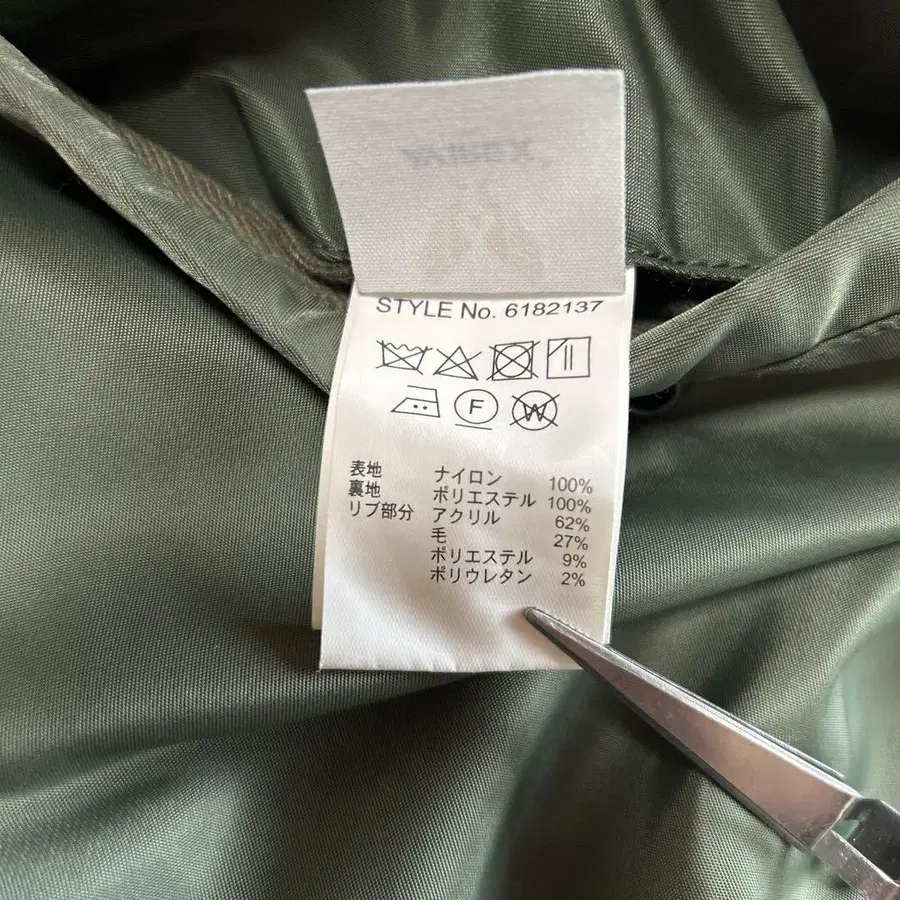 STYLE No. 6182137
F
W
表地 ナイロン 100%
裏地 ポリエステル 100%
リブ部分 アクリル 62%
毛 27%
ポリエステル 9%
ポリウレタン 2%